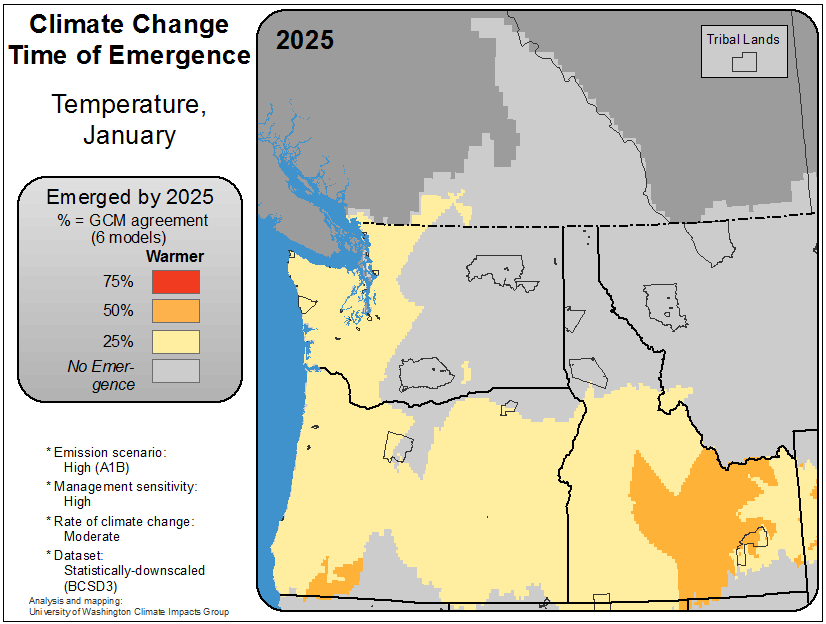 Climate Change
Time of Emergence
Temperature,
January
Emerged by 2025
% = GCM agreement
(6 models)
Warmer
75%
50%
25%
No Emer-
gence
* Emission scenario:
High (A1B)
* Management sensitivity:
High
* Rate of climate change:
Moderate
* Dataset:
Statistically-downscaled
(BCSD3)
Analysis and mapping:
University of Washington Climate Impacts Group
2025
Tribal Lands